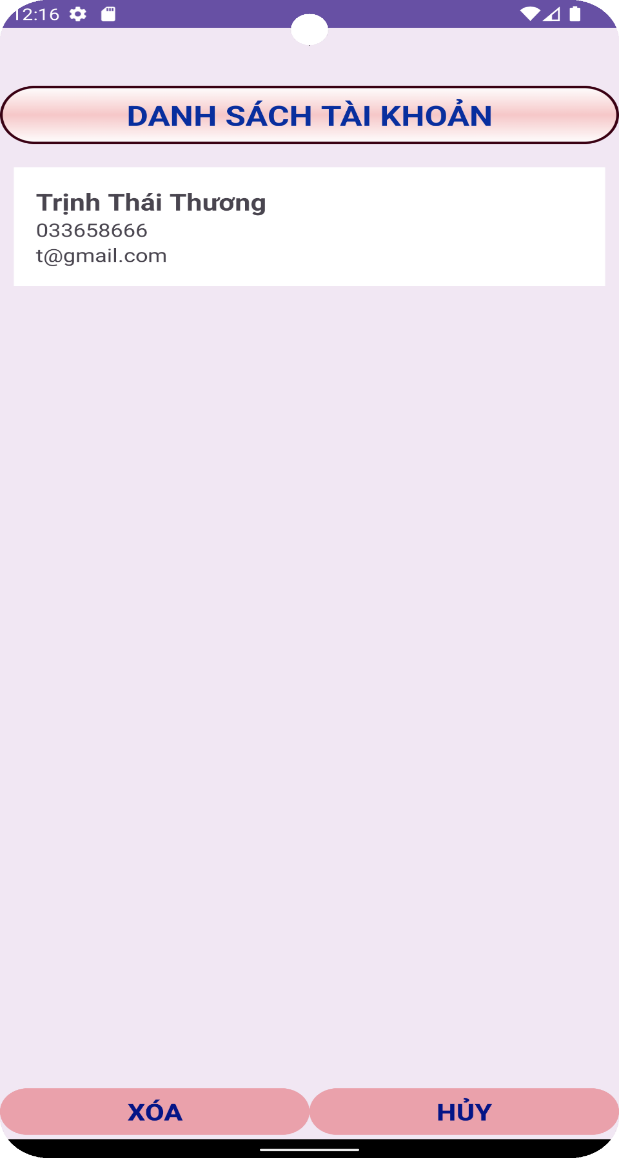 12:16
DANH SÁCH TÀI KHOẢN
Trịnh Thái Thương
033658666
t@gmail.com
XÓA
HỦY